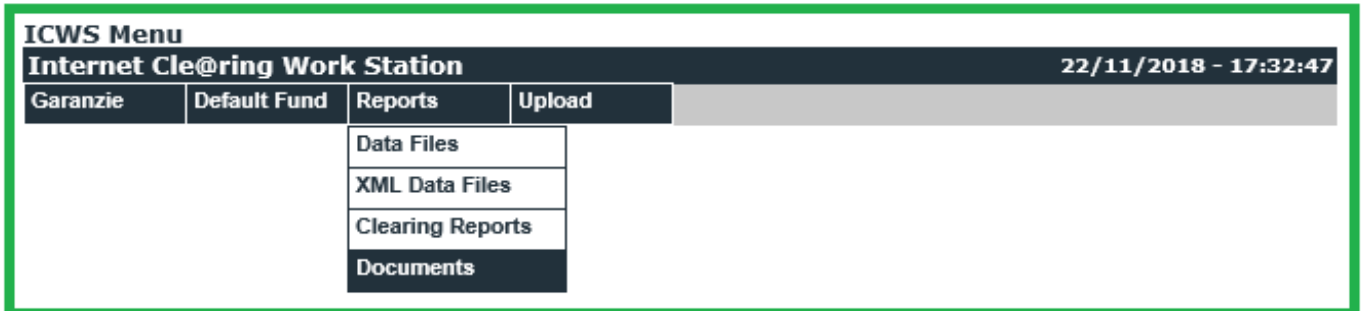 ICWS Menu
Internet Cle@ring Work Station 22/11/2018 - 17:32:47
Garanzie Default Fund Reports Upload
Data Files
XML Data Files
Clearing Reports
Documents